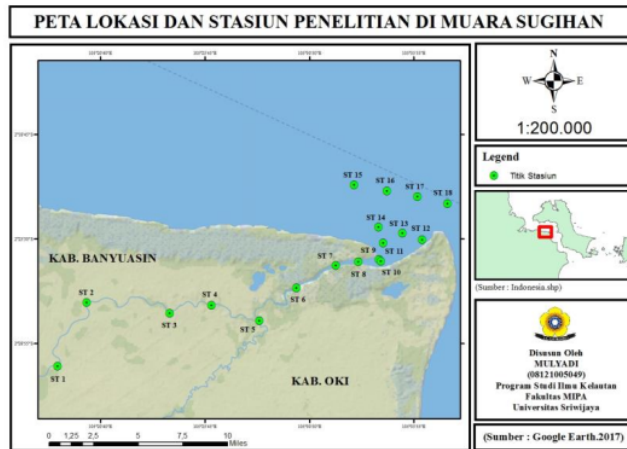 PETA LOKASI DAN STASIUN PENELITIAN DI MUARA SUGIHAN
ST 15
ST 16
ST 17
ST 18
ST 14
ST 13
ST 12
ST 9
ST 11
ST 7
ST 8
ST 10
KAB. BANYUASIN
ST 6
ST 2
ST 4
ST 3
ST 5
ST 1
KAB. OKI
0 1,25 2,5 5 7,5 10
Miles
N
W E
S
1:200.000
Legend
Titik Stasiun
(Sumber : Indonesia.shp)
Disusun Oleh
MULYADI
(08121005049)
Program Studi Ilmu Kelautan
Fakultas MIPA
Universitas Sriwijaya
(Sumber : Google Earth.2017)